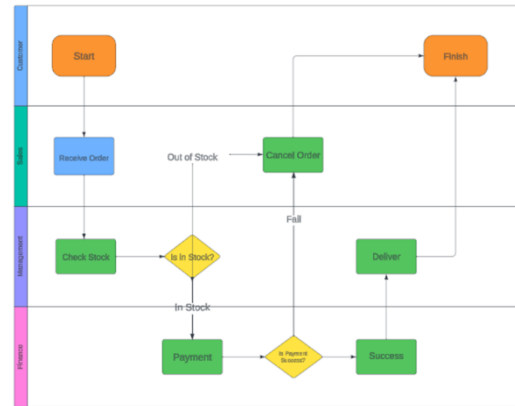 Customer
Start
Finish
Sales
Receive Order
Out of Stock
Cancel Order
Fail
Management
Check Stock
Is In Stock?
Deliver
In Stock
Finance
Payment
Is Payment
Success?
Success